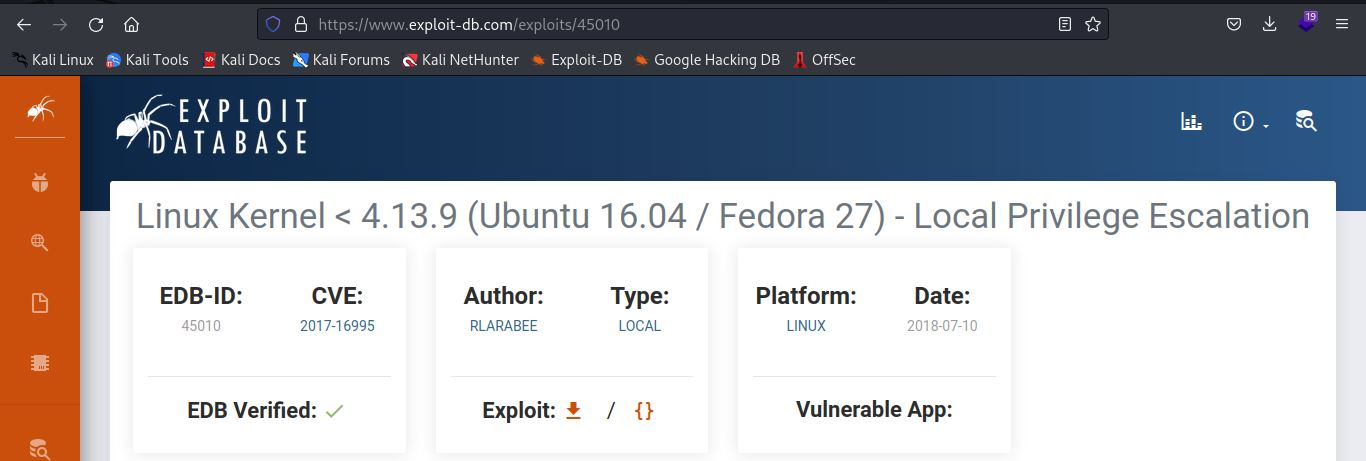 https://www.exploit-db.com/exploits/45010
19
Kali Linux Kali Tools Kali Docs Kali Forums Kali NetHunter Exploit-DB Google Hacking DB OffSec
EXPLOIT
DATABASE
Linux Kernel < 4.13.9 (Ubuntu 16.04 / Fedora 27) - Local Privilege Escalation
EDB-ID: CVE: Author: Type: Platform: Date:
45010 2017-16995 RLARABEE LOCAL LINUX 2018-07-10
EDB Verified: Exploit: / {} Vulnerable App: